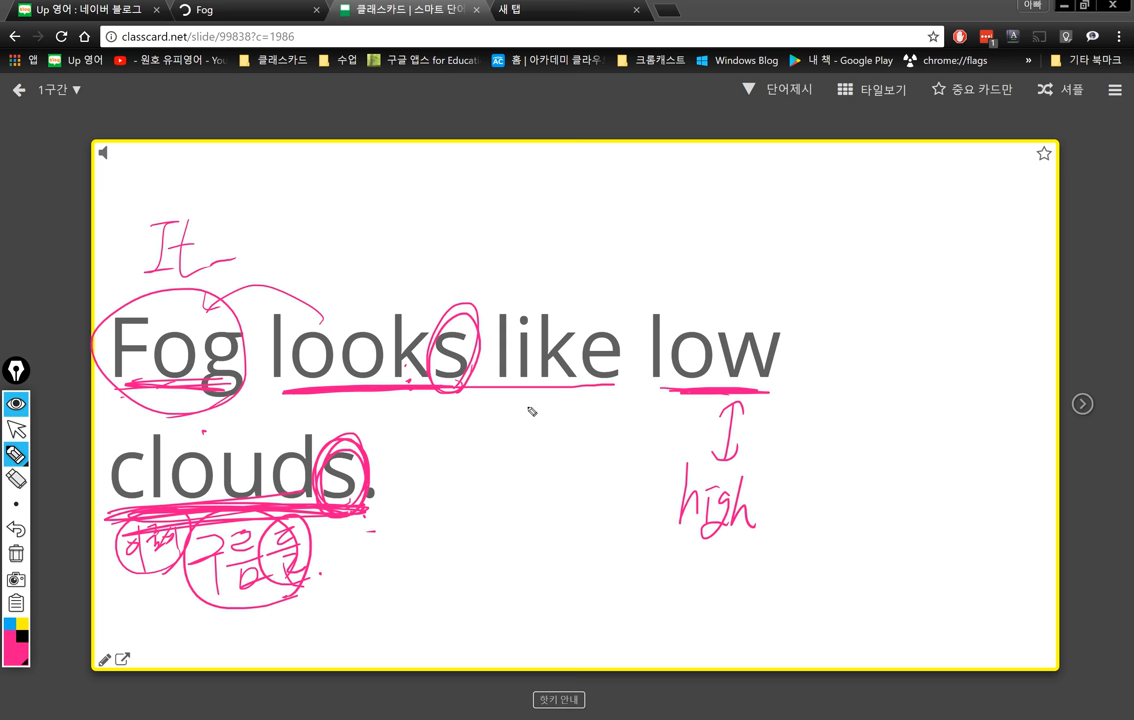 Up 영어 : 네이버 블로그
Fog
클래스카드 | 스마트 단어
새 탭
아빠
classcard.net/slide/99838?c=1986
앱
Up 영어
- 원호 유피영어 - You
클래스카드
수업
구글 앱스 for Educati
홈 | 아카데미 클라우
크롬캐스트
Windows Blog
내 책 - Google Play
chrome://flags
»
기타 북마크
1구간 ▼
단어제시
타일보기
중요 카드만
셔플
It
Fog looks like low
clouds.
high
구름들
핫키 안내